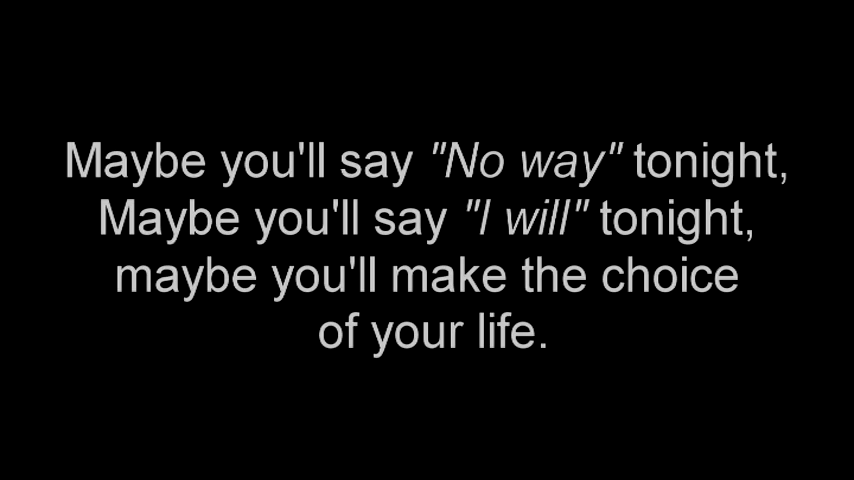 Maybe you'll say "No way" tonight,
Maybe you'll say "I will" tonight,
maybe you'll make the choice
of your life.